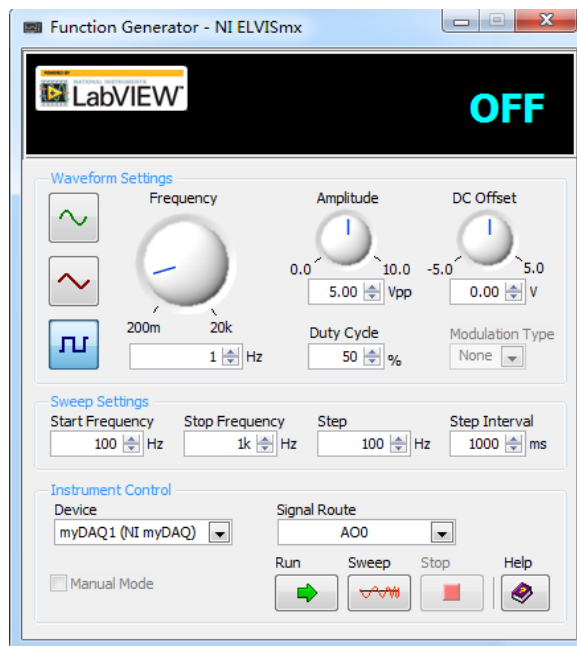 Function Generator - NI ELVISmx
POWERED BY
NATIONAL INSTRUMENTS
LabVIEW
OFF
Waveform Settings
Frequency
Amplitude
DC Offset
0.0 10.0 -5.0 5.0
5.00 Vpp 0.00 V
200m 20k
Duty Cycle Modulation Type
1 Hz 50 % None
Sweep Settings
Start Frequency Stop Frequency Step Step Interval
100 Hz 1k Hz 100 Hz 1000 ms
Instrument Control
Device Signal Route
myDAQ1 (NI myDAQ) AO0
Run Sweep Stop Help
Manual Mode